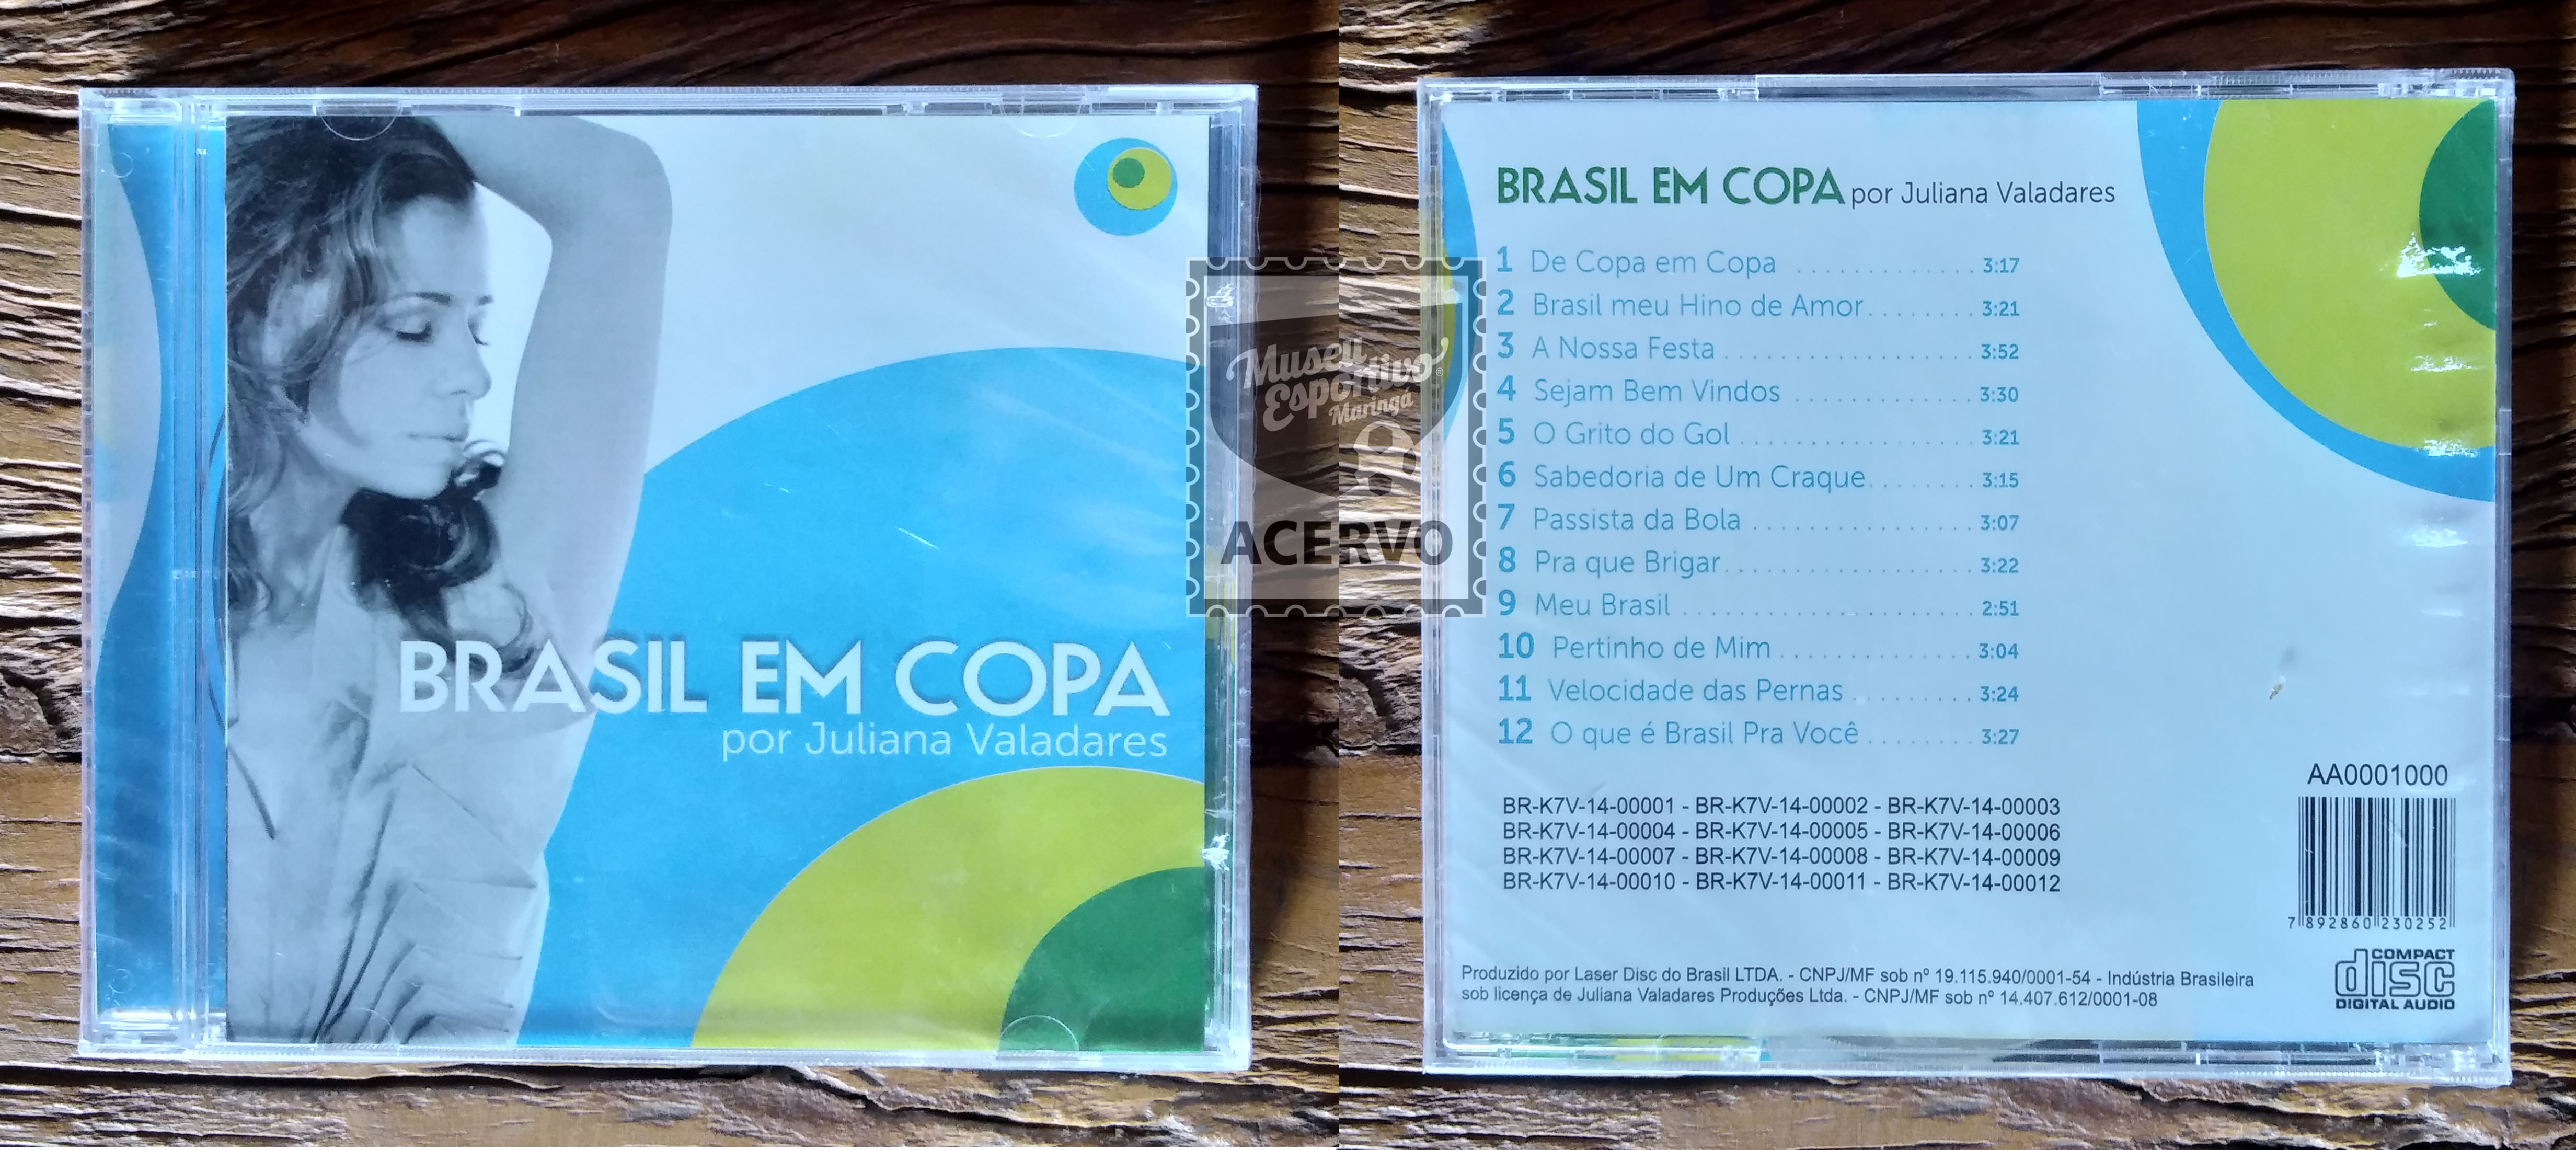 BRASIL EM COPA
por Juliana Valadares
Museu
Esportivo
Maringá
ACERVO
BRASIL EM COPA por Juliana Valadares
1 De Copa em Copa ............. 3:17
2 Brasil meu Hino de Amor........ 3:21
3 A Nossa Festa .................. 3:52
4 Sejam Bem Vindos ............. 3:30
5 O Grito do Gol ................. 3:21
6 Sabedoria de Um Craque........ 3:15
7 Passista da Bola ................ 3:07
8 Pra que Brigar................... 3:22
9 Meu Brasil ..................... 2:51
10 Pertinho de Mim .............. 3:04
11 Velocidade das Pernas ......... 3:24
12 O que é Brasil Pra Você ........ 3:27
AA0001000
BR-K7V-14-00001 - BR-K7V-14-00002 - BR-K7V-14-00003
BR-K7V-14-00004 - BR-K7V-14-00005 - BR-K7V-14-00006
BR-K7V-14-00007 - BR-K7V-14-00008 - BR-K7V-14-00009
BR-K7V-14-00010 - BR-K7V-14-00011 - BR-K7V-14-00012
7 892860 230252
Produzido por Laser Disc do Brasil LTDA. - CNPJ/MF sob nº 19.115.940/0001-54 - Indústria Brasileira
sob licença de Juliana Valadares Produções Ltda. - CNPJ/MF sob nº 14.407.612/0001-08
COMPACT
disc
DIGITAL AUDIO